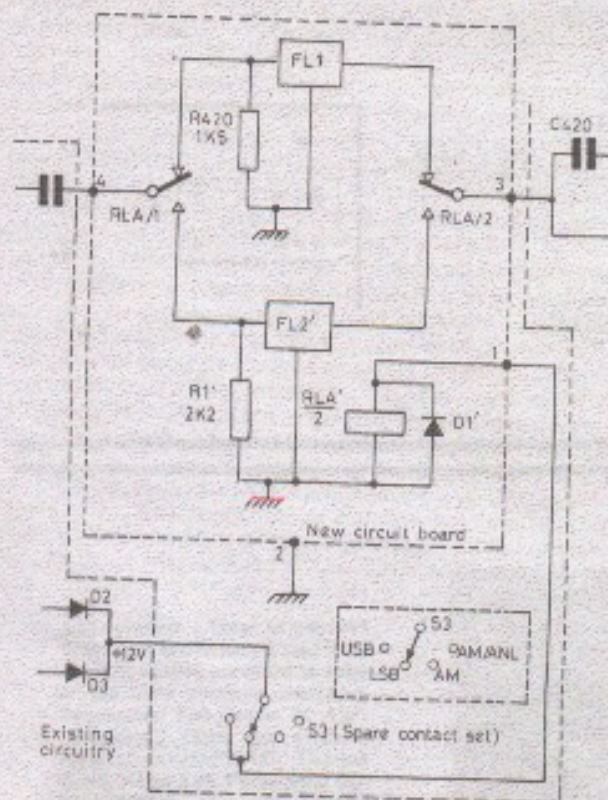 FL1
R420
1K5
C420
4
3
RLA/1
RLA/2
FL2'
1
R1'
2K2
RLA'
2
D1'
New circuit board
2
D2
S3
USB
AM/ANL
+12V
LSB
AM
D3
S3 (Spare contact set)
Existing
circuitry